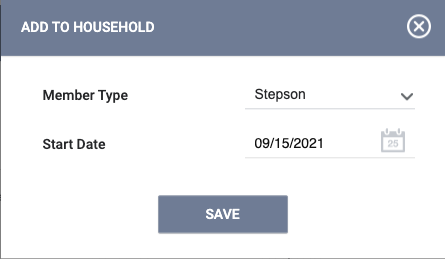 ADD TO HOUSEHOLD
Member Type Stepson
Start Date 09/15/2021 25
SAVE